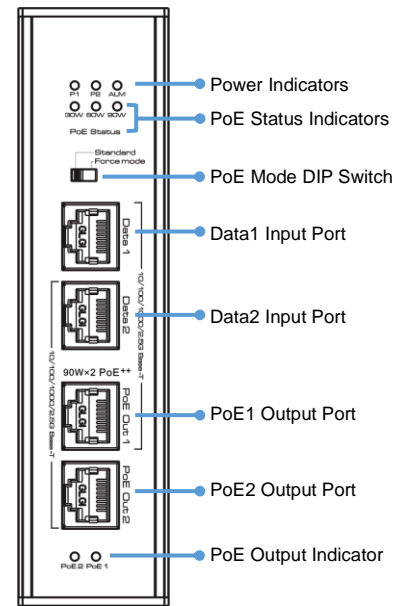 P1 P2 ALM
Power Indicators
30W 60W 90W
PoE Status Indicators
PoE Status
Standard
Force mode
PoE Mode DIP Switch
Data 1
Data1 Input Port
10/100/1000/2.5G Base-T
Data 2
Data2 Input Port
10/100/1000/2.5G Base-T
90W×2 PoE++
PoE Out 1
PoE1 Output Port
PoE Out 2
PoE2 Output Port
PoE Output Indicator
PoE2 PoE1